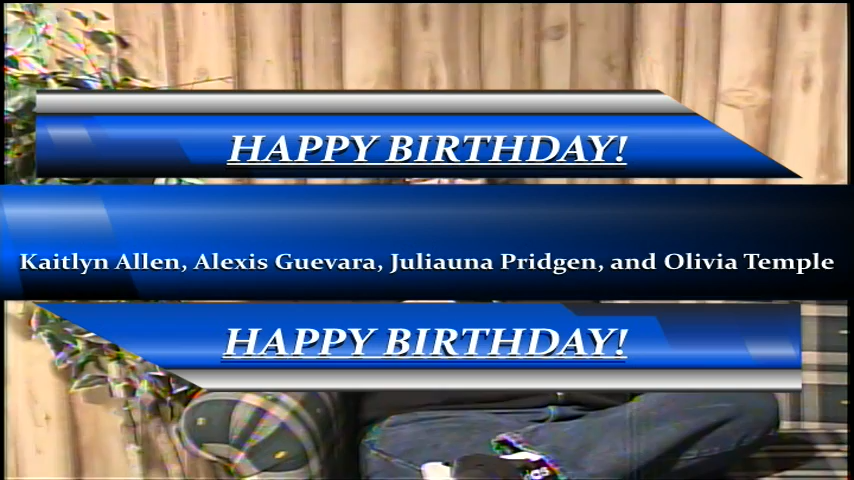 HAPPY BIRTHDAY!
Kaitlyn Allen, Alexis Guevara, Juliauna Pridgen, and Olivia Temple
HAPPY BIRTHDAY!